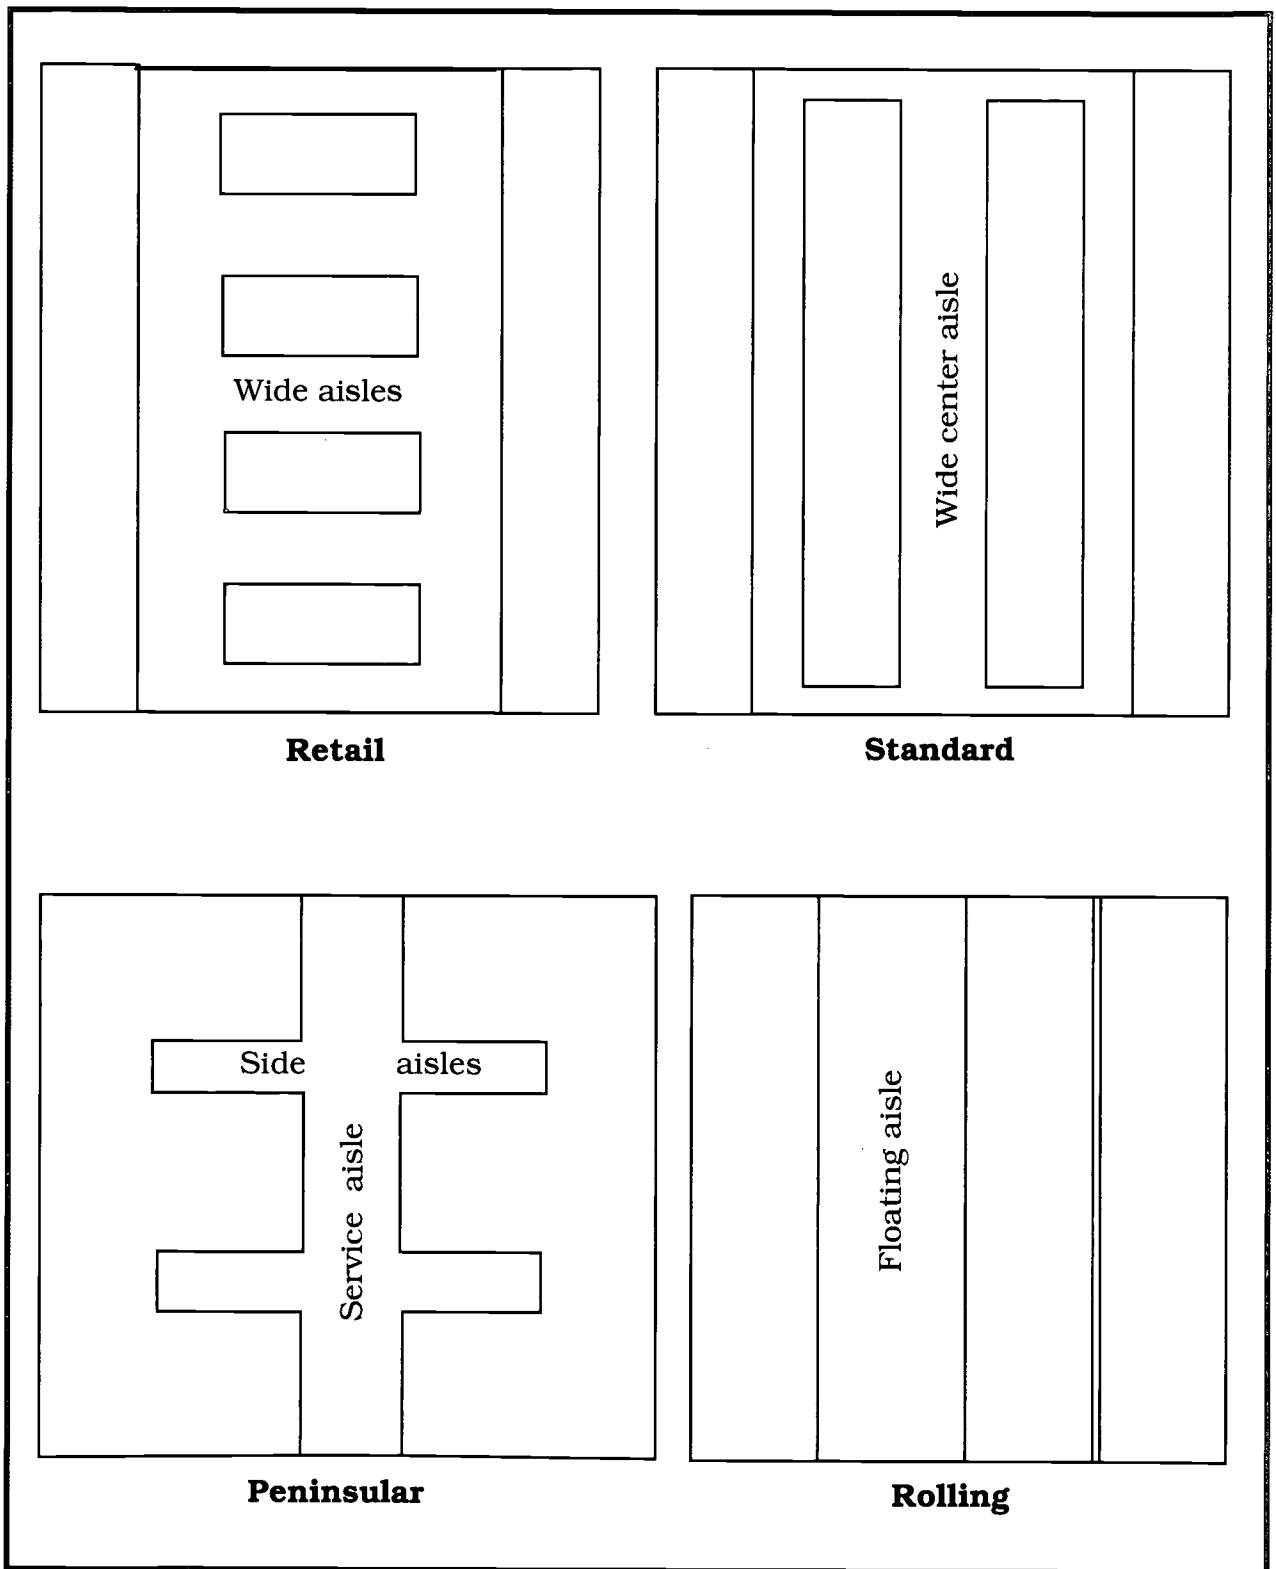 Wide aisles
Retail
Wide center aisle
Standard
Side aisles
Service aisle
Peninsular
Floating aisle
Rolling